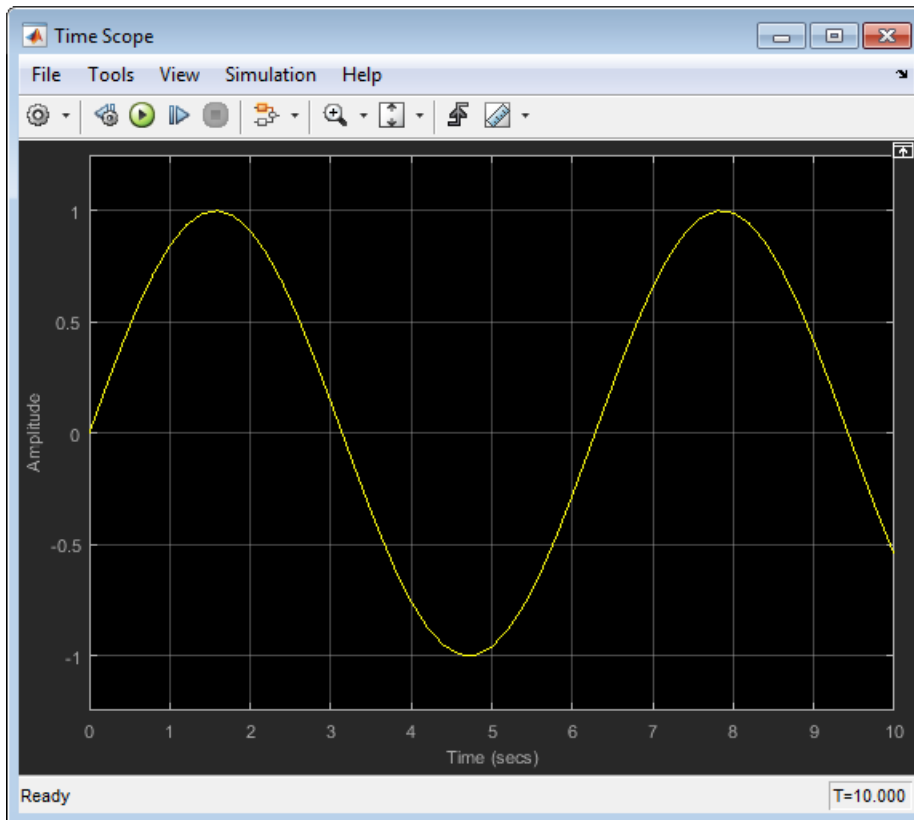 Time Scope
File Tools View Simulation Help
1
0.5
0
-0.5
-1
Amplitude
0 1 2 3 4 5 6 7 8 9 10
Time (secs)
Ready T=10.000